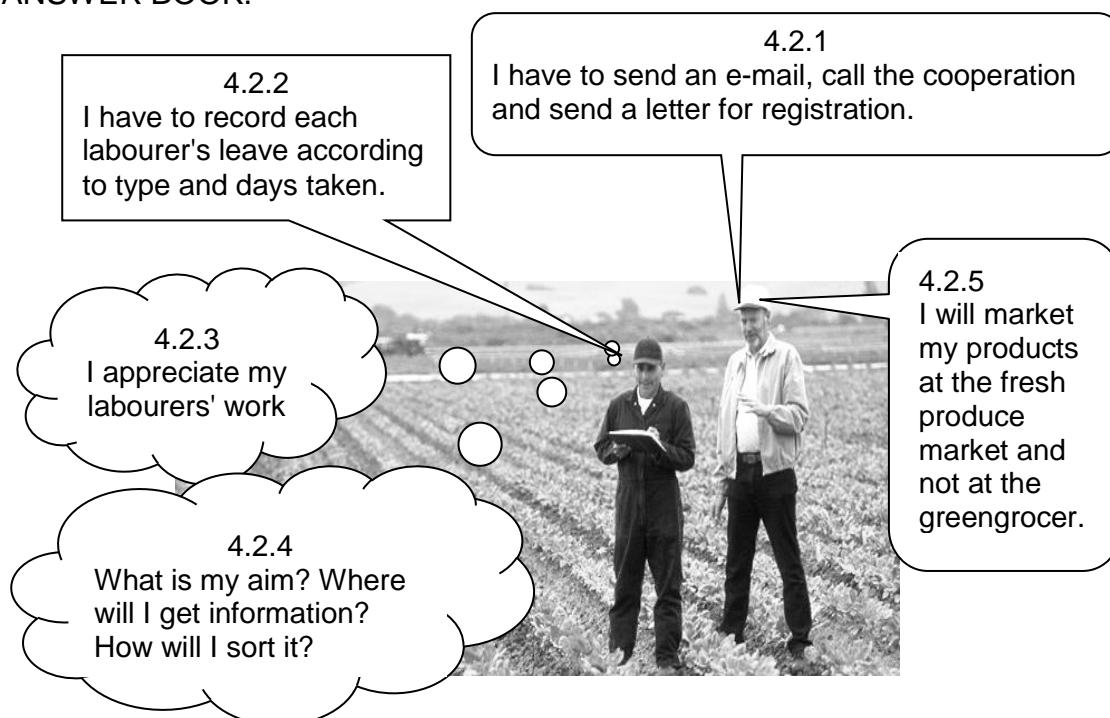 ANSWER BOOK.
4.2.1
I have to send an e-mail, call the cooperation
and send a letter for registration.
4.2.2
I have to record each
labourer's leave according
to type and days taken.
4.2.3
I appreciate my
labourers' work
4.2.4
What is my aim? Where
will I get information?
How will I sort it?
4.2.5
I will market
my products
at the fresh
produce
market and
not at the
greengrocer.